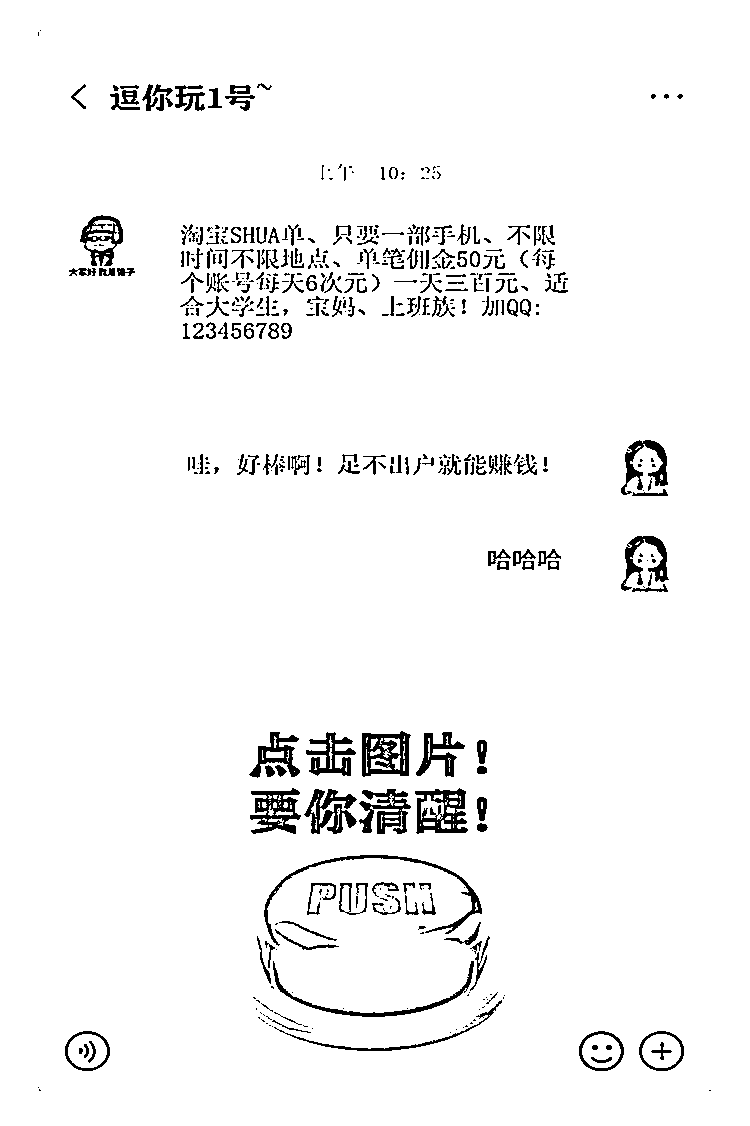 逗你玩1号~
上午 10:25
淘宝SHUA单、只要一部手机、不限
时间不限地点、单笔佣金50元（每
个账号每天6次元）一天三百元、适
合大学生，宝妈、上班族！加QQ:
123456789
大家好我是骗子
哇，好棒啊！足不出户就能赚钱！
哈哈哈
点击图片！
要你清醒！
PUSH